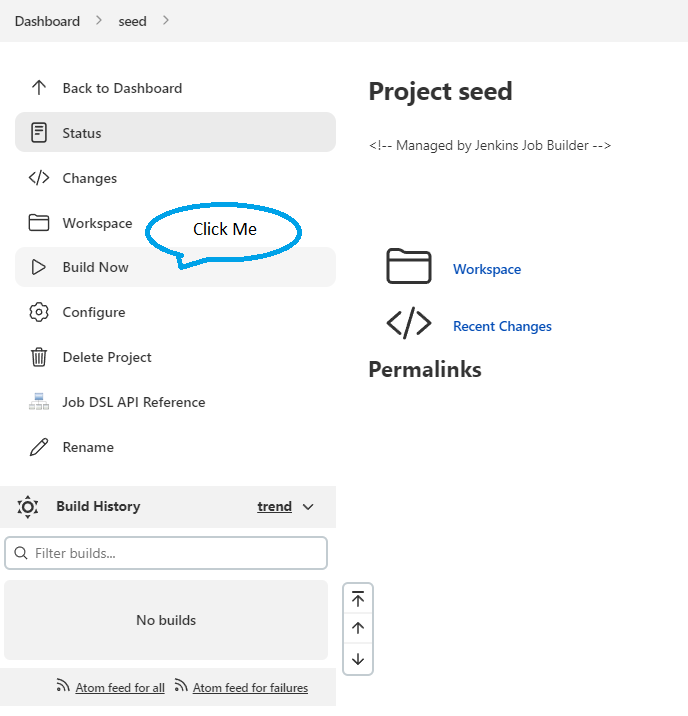 Dashboard > seed >
Back to Dashboard
Status
Changes
Workspace
Click Me
Build Now
Configure
Delete Project
Job DSL API Reference
Rename
Build History trend
Filter builds...
No builds
Atom feed for all Atom feed for failures
Project seed
<!-- Managed by Jenkins Job Builder -->
Workspace
Recent Changes
Permalinks